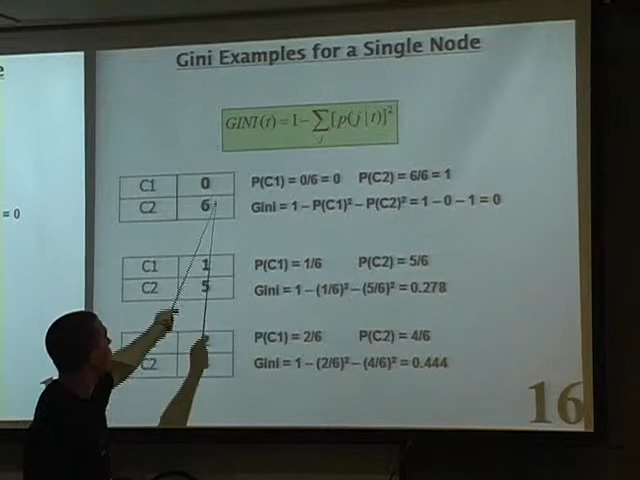 e
= 0
Gini Examples for a Single Node
GINI(t) = 1 − ∑j [p(j | t)]²
C1 0 P(C1) = 0/6 = 0 P(C2) = 6/6 = 1
C2 6 Gini = 1 – P(C1)² – P(C2)² = 1 – 0 – 1 = 0
C1 1 P(C1) = 1/6 P(C2) = 5/6
C2 5 Gini = 1 – (1/6)² – (5/6)² = 0.278
P(C1) = 2/6 P(C2) = 4/6
C2 Gini = 1 – (2/6)² – (4/6)² = 0.444
16